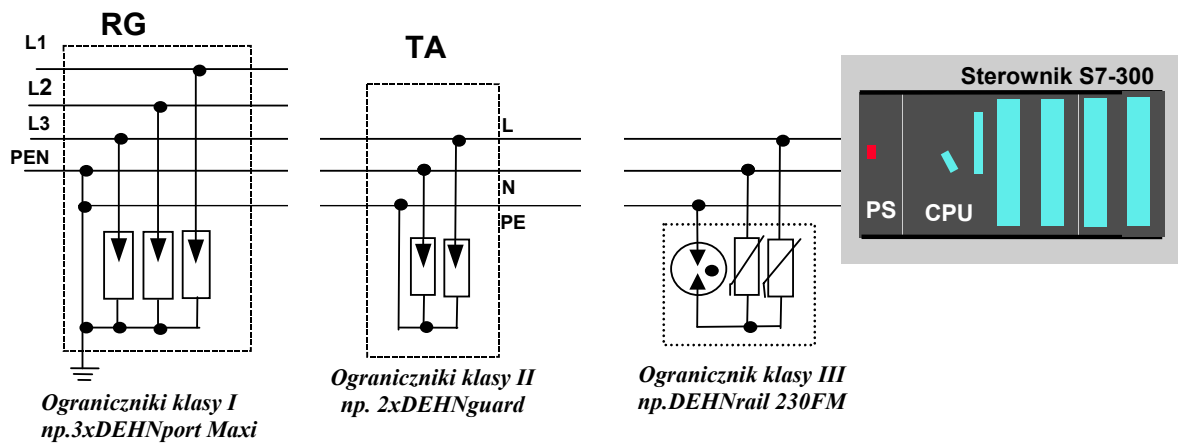 RG
L1
L2
L3
PEN
TA
L
N
PE
Sterownik S7-300
PS
CPU
Ograniczniki klasy I
np.3xDEHNport Maxi
Ograniczniki klasy II
np. 2xDEHNguard
Ogranicznik klasy III
np.DEHNrail 230FM